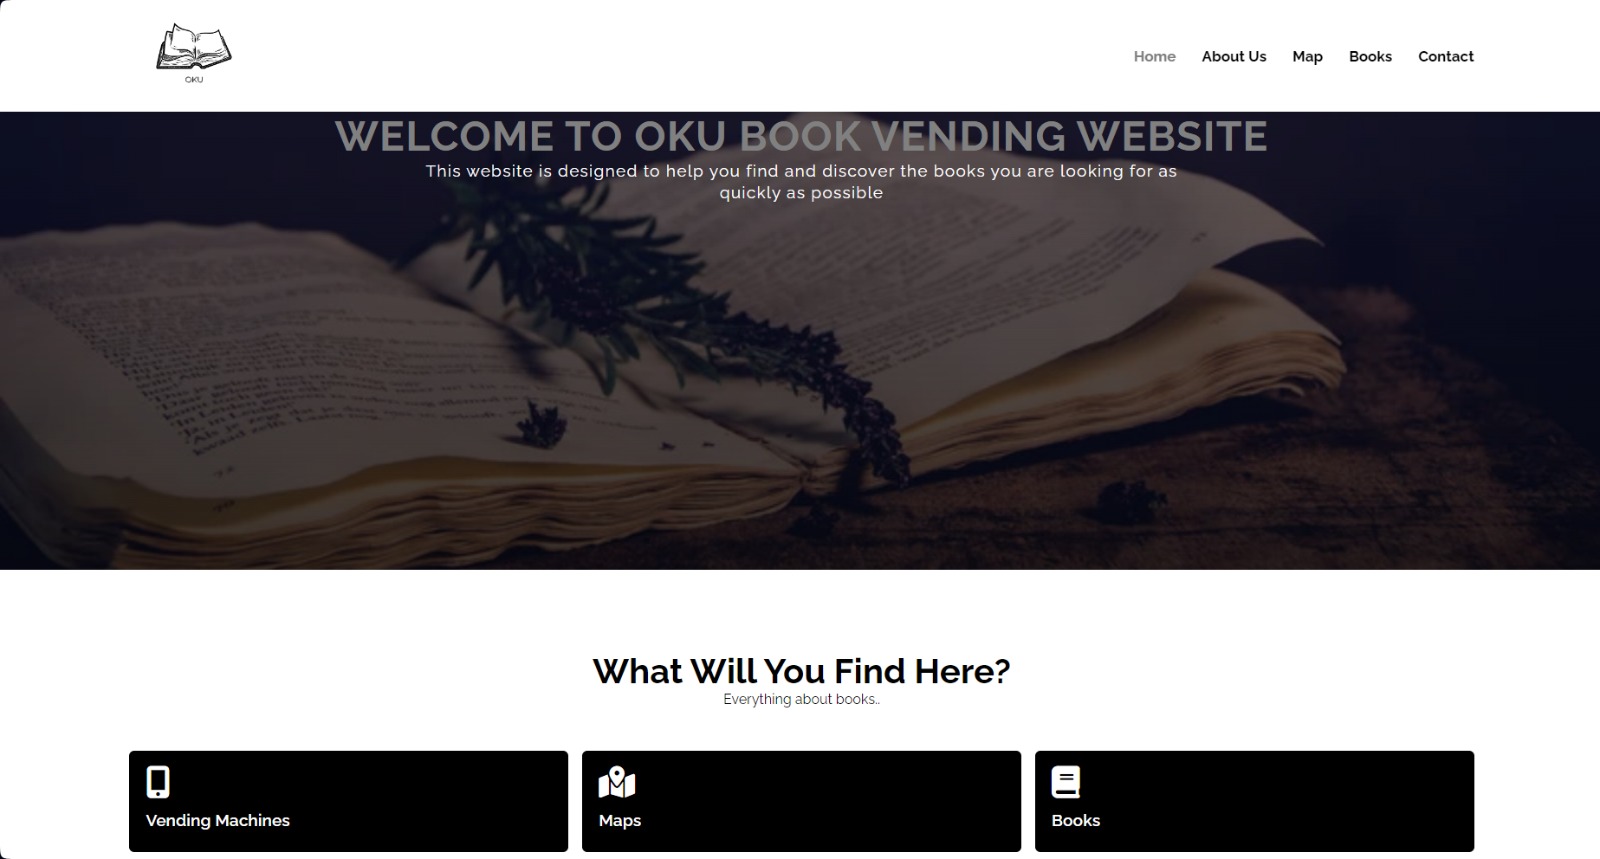 OKU
Home About Us Map Books Contact
WELCOME TO OKU BOOK VENDING WEBSITE
This website is designed to help you find and discover the books you are looking for as
quickly as possible
What Will You Find Here?
Everything about books..
Vending Machines
Maps
Books